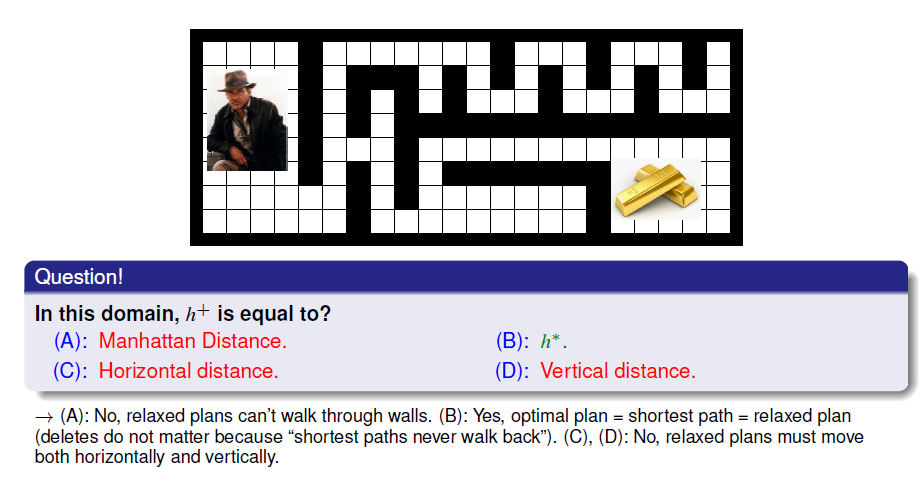 Question!
In this domain, h⁺ is equal to?
(A): Manhattan Distance. (B): h*.
(C): Horizontal distance. (D): Vertical distance.
→ (A): No, relaxed plans can't walk through walls. (B): Yes, optimal plan = shortest path = relaxed plan
(deletes do not matter because “shortest paths never walk back”). (C), (D): No, relaxed plans must move
both horizontally and vertically.